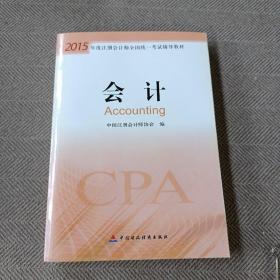 2015年度注册会计师全国统一考试辅导教材
会计
Accounting
中国注册会计师协会 编
CPA
中国财政经济出版社